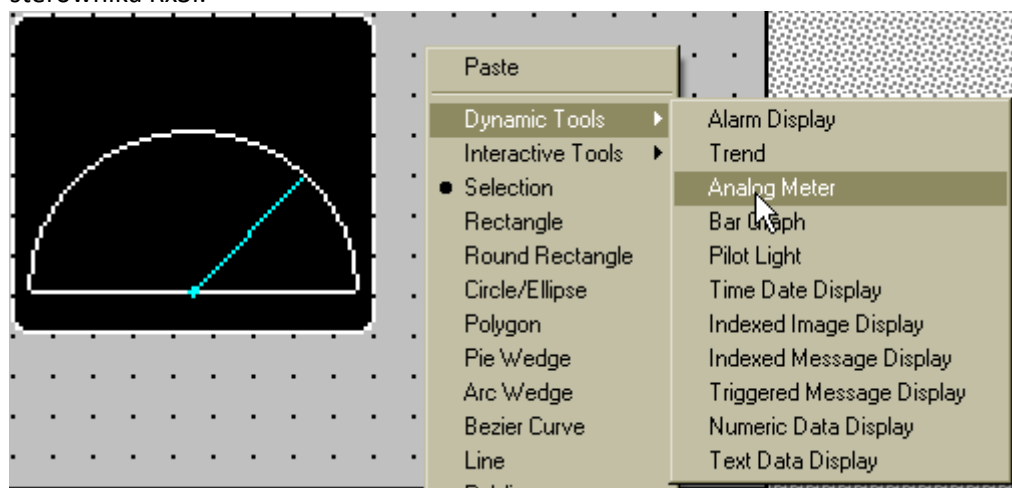 Paste
Dynamic Tools
Interactive Tools
Selection
Rectangle
Round Rectangle
Circle/Ellipse
Polygon
Pie Wedge
Arc Wedge
Bezier Curve
Line
Alarm Display
Trend
Analog Meter
Bar Graph
Pilot Light
Time Date Display
Indexed Image Display
Indexed Message Display
Triggered Message Display
Numeric Data Display
Text Data Display